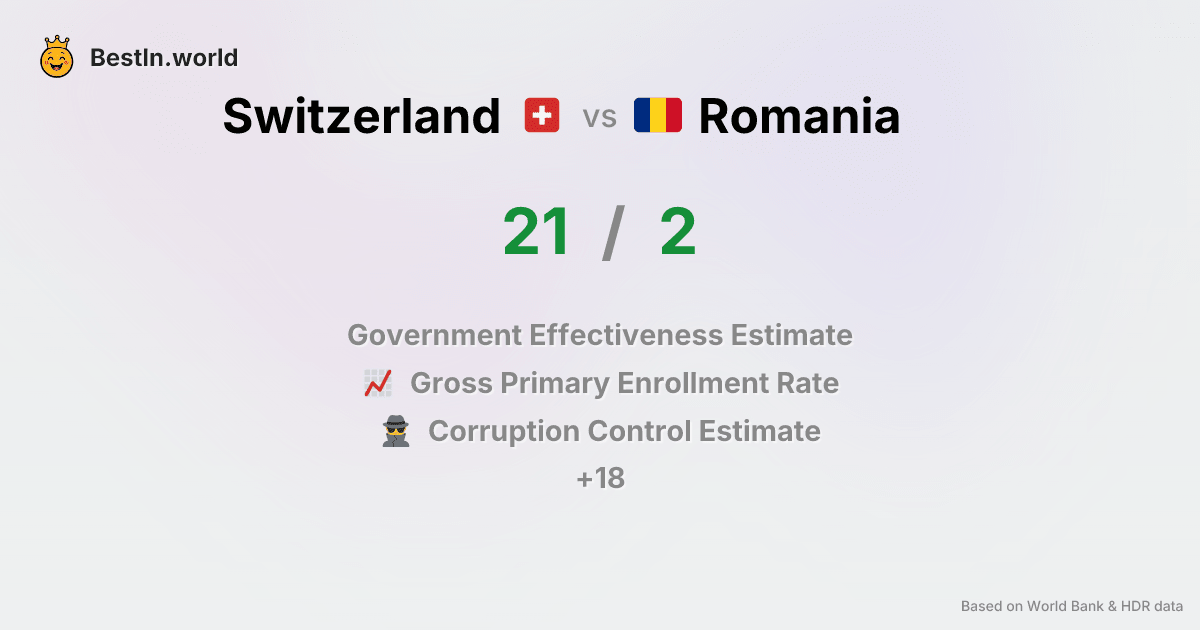 BestIn.world
Switzerland vs Romania
21 / 2
Government Effectiveness Estimate
Gross Primary Enrollment Rate
Corruption Control Estimate
+18
Based on World Bank & HDR data